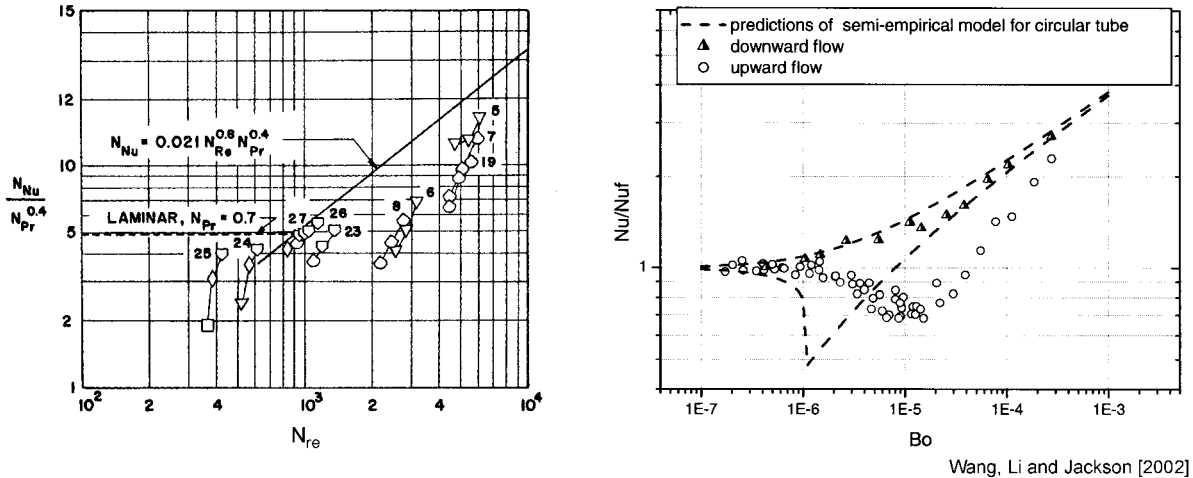 15
12
10
8
5
4
2
1
N_Nu
N_Pr^0.4
N_Nu = 0.021 N_Re^0.8 N_Pr^0.4
LAMINAR, N_Pr = 0.7
25
24
27
26
23
8
6
5
7
19
10^2
2
4
10^3
2
4
10^4
N_re
predictions of semi-empirical model for circular tube
downward flow
upward flow
Nu/Nuf
1
1E-7
1E-6
1E-5
1E-4
1E-3
Bo
Wang, Li and Jackson [2002]